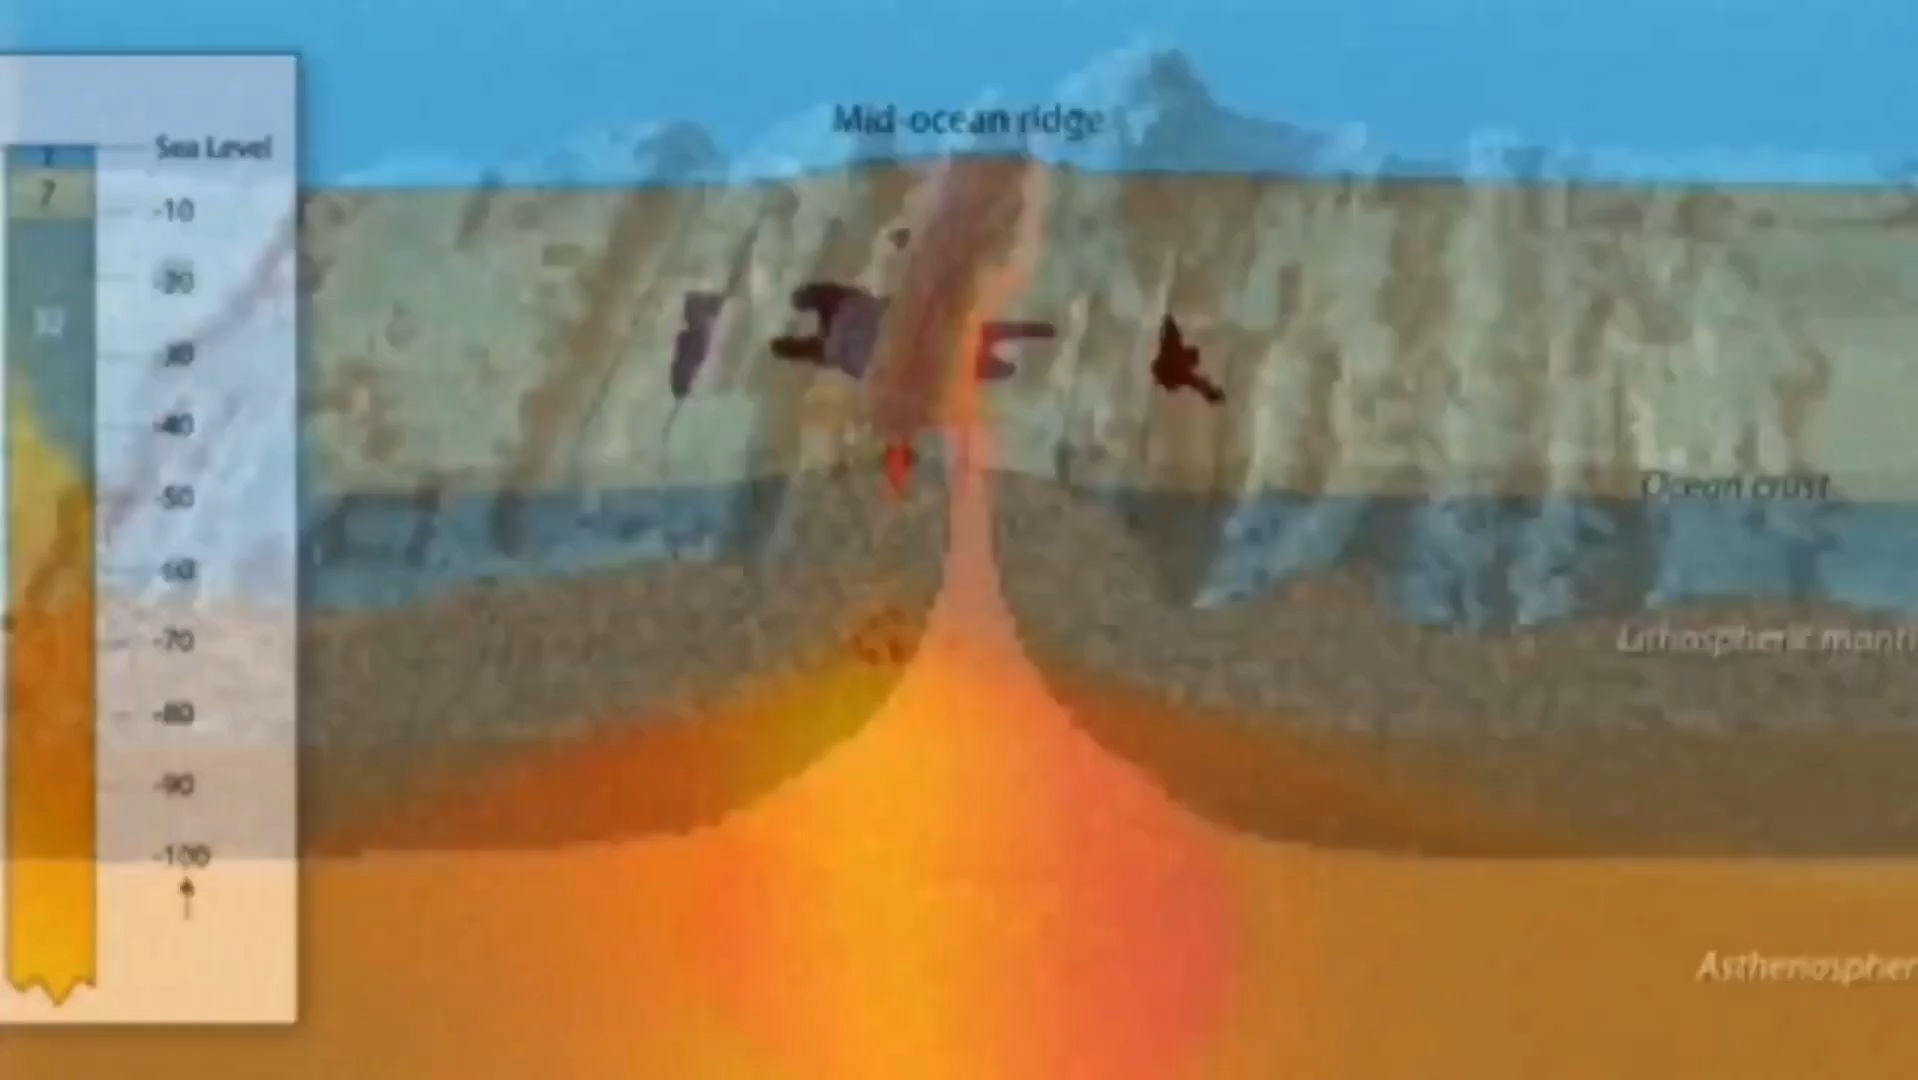 Mid-ocean ridge
Sea Level
7
-10
-20
-30
-40
-50
-60
-70
-80
-90
-100
Ocean crust
Lithospheric mantl
Asthenospher